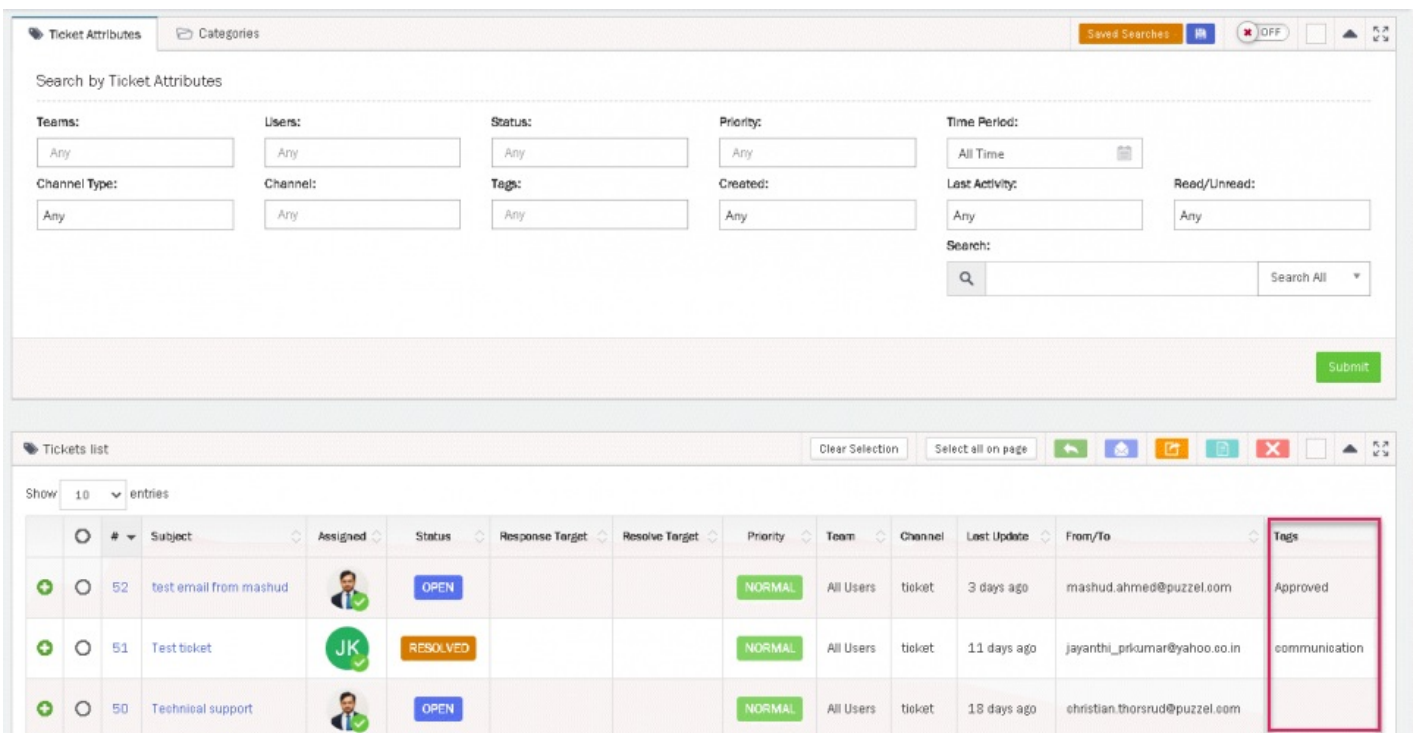 Ticket Attributes Categories Saved Searches OFF
Search by Ticket Attributes
Teams: Users: Status: Priority: Time Period:
Any Any Any Any All Time
Channel Type: Channel: Tags: Created: Last Activity: Read/Unread:
Any Any Any Any Any Any
Search:
Search All
Submit
Tickets list Clear Selection Select all on page
Show 10 entries
# Subject Assigned Status Response Target Resolve Target Priority Team Channel Last Update From/To Tags
52 test email from mashud OPEN NORMAL All Users ticket 3 days ago mashud.ahmed@puzzel.com Approved
51 Test ticket JK RESOLVED NORMAL All Users ticket 11 days ago jayanthi_prkumar@yahoo.co.in communication
50 Technical support OPEN NORMAL All Users ticket 18 days ago christian.thorsrud@puzzel.com